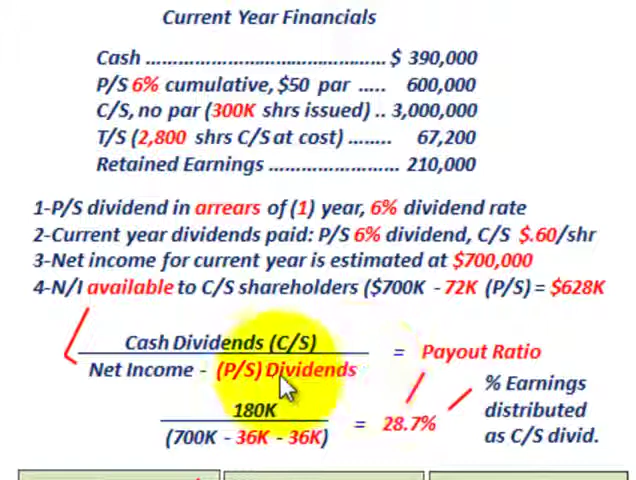 Current Year Financials
Cash ................................................ $ 390,000
P/S 6% cumulative, $50 par ..... 600,000
C/S, no par (300K shrs issued) .. 3,000,000
T/S (2,800 shrs C/S at cost) ........ 67,200
Retained Earnings ........................... 210,000
1-P/S dividend in arrears of (1) year, 6% dividend rate
2-Current year dividends paid: P/S 6% dividend, C/S $.60/shr
3-Net income for current year is estimated at $700,000
4-N/I available to C/S shareholders ($700K - 72K (P/S) = $628K
Cash Dividends (C/S)
Net Income - (P/S) Dividends
= Payout Ratio
180K
(700K - 36K - 36K)
= 28.7%
% Earnings
distributed
as C/S divid.